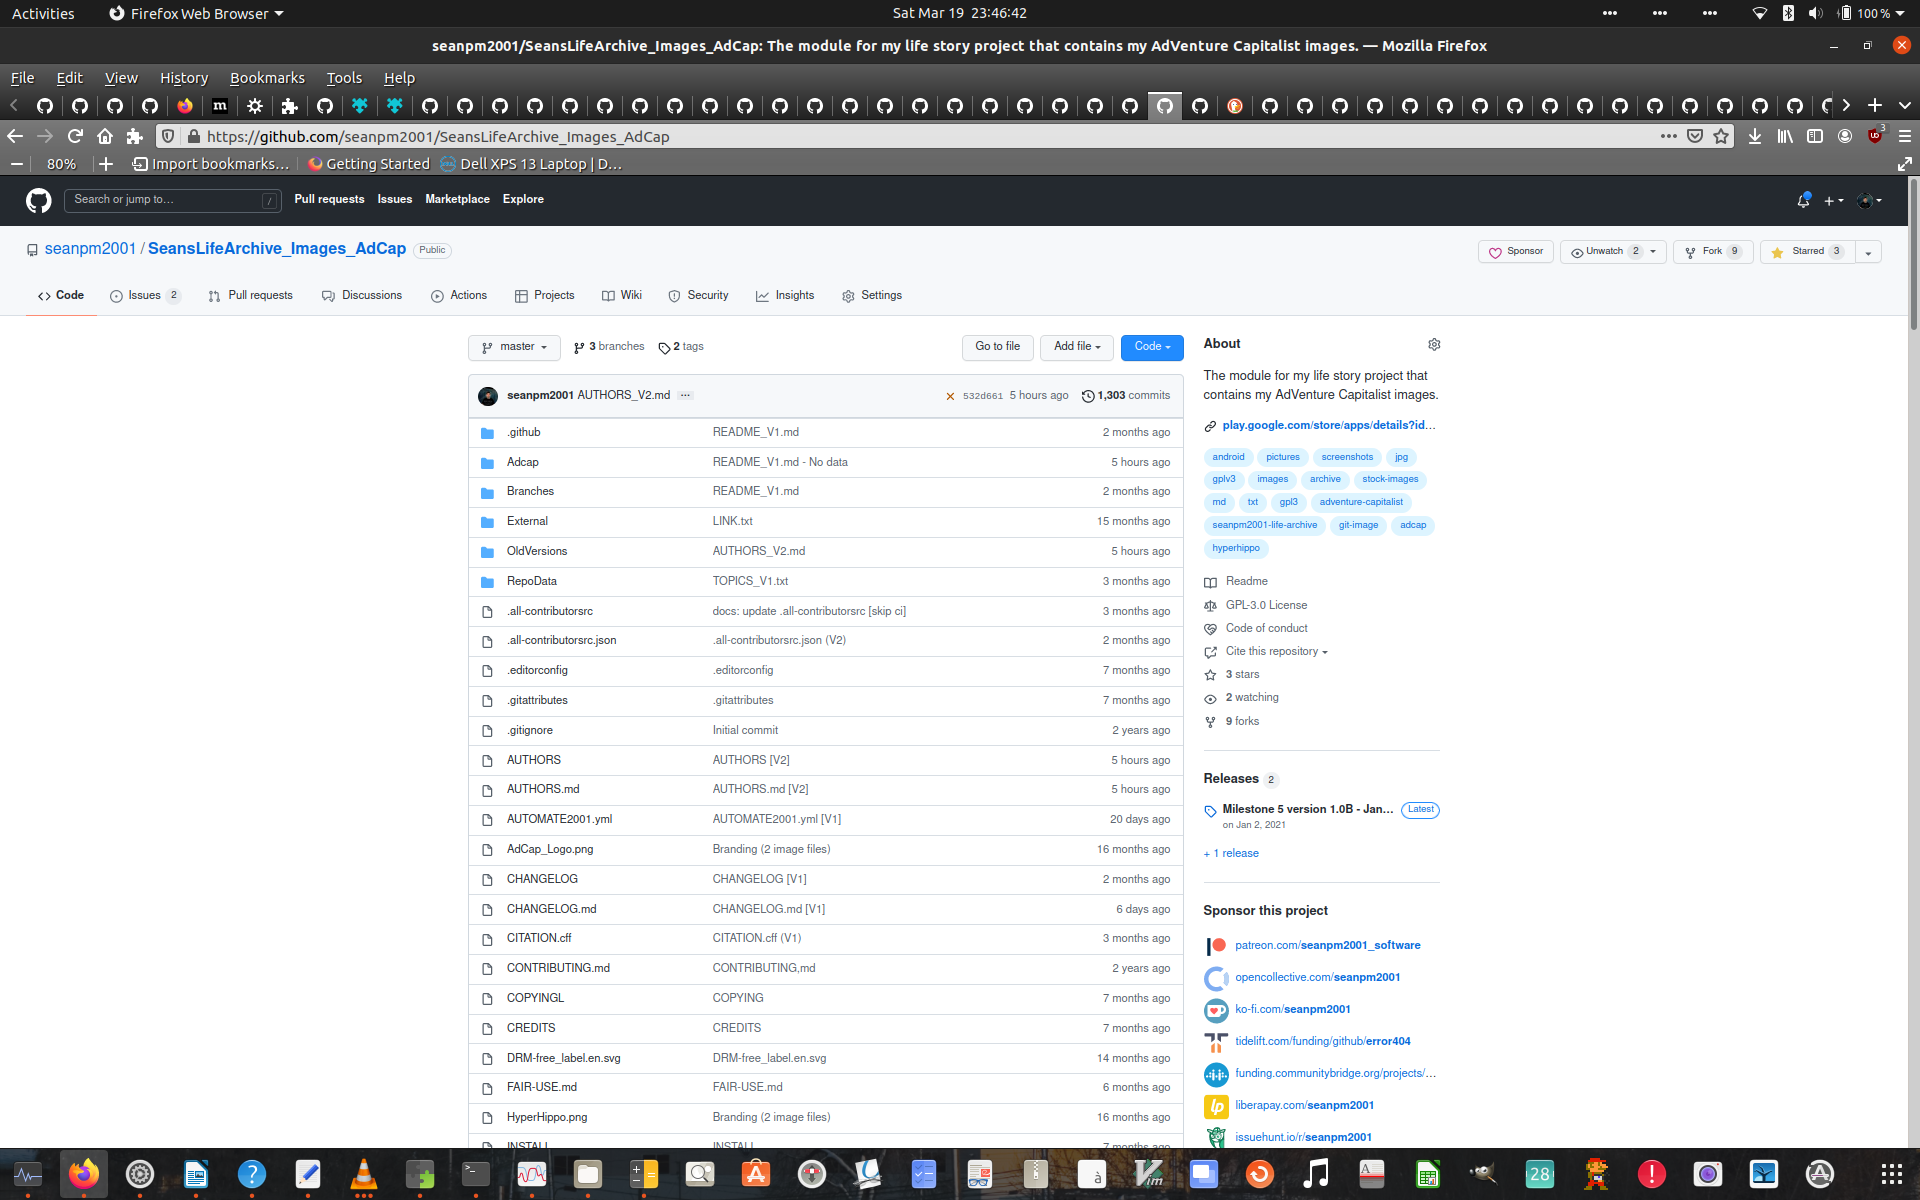 Activities
Firefox Web Browser
Sat Mar 19 23:46:42
100 %
seanpm2001/SeansLifeArchive_Images_AdCap: The module for my life story project that contains my AdVenture Capitalist images. — Mozilla Firefox
File Edit View History Bookmarks Tools Help
https://github.com/seanpm2001/SeansLifeArchive_Images_AdCap
3
80%
Import bookmarks...
Getting Started
Dell XPS 13 Laptop | D...
Search or jump to... /
Pull requests Issues Marketplace Explore
seanpm2001 / SeansLifeArchive_Images_AdCap Public
Sponsor
Unwatch 2
Fork 9
Starred 3
Code
Issues 2
Pull requests
Discussions
Actions
Projects
Wiki
Security
Insights
Settings
master
3 branches
2 tags
Go to file
Add file
Code
seanpm2001 AUTHORS_V2.md ... 532d661 5 hours ago 1,303 commits
.github README_V1.md 2 months ago
Adcap README_V1.md - No data 5 hours ago
Branches README_V1.md 2 months ago
External LINK.txt 15 months ago
OldVersions AUTHORS_V2.md 5 hours ago
RepoData TOPICS_V1.txt 3 months ago
.all-contributorsrc docs: update .all-contributorsrc [skip ci] 3 months ago
.all-contributorsrc.json .all-contributorsrc.json (V2) 2 months ago
.editorconfig .editorconfig 7 months ago
.gitattributes .gitattributes 7 months ago
.gitignore Initial commit 2 years ago
AUTHORS AUTHORS [V2] 5 hours ago
AUTHORS.md AUTHORS.md [V2] 5 hours ago
AUTOMATE2001.yml AUTOMATE2001.yml [V1] 20 days ago
AdCap_Logo.png Branding (2 image files) 16 months ago
CHANGELOG CHANGELOG [V1] 2 months ago
CHANGELOG.md CHANGELOG.md [V1] 6 days ago
CITATION.cff CITATION.cff (V1) 3 months ago
CONTRIBUTING.md CONTRIBUTING,md 2 years ago
COPYINGL COPYING 7 months ago
CREDITS CREDITS 7 months ago
DRM-free_label.en.svg DRM-free_label.en.svg 14 months ago
FAIR-USE.md FAIR-USE.md 6 months ago
HyperHippo.png Branding (2 image files) 16 months ago
INSTALL INSTALL 7 months ago
About
The module for my life story project that
contains my AdVenture Capitalist images.
play.google.com/store/apps/details?id...
android pictures screenshots jpg
gplv3 images archive stock-images
md txt gpl3 adventure-capitalist
seanpm2001-life-archive git-image adcap
hyperhippo
Readme
GPL-3.0 License
Code of conduct
Cite this repository
3 stars
2 watching
9 forks
Releases 2
Milestone 5 version 1.0B - Jan... Latest
on Jan 2, 2021
+ 1 release
Sponsor this project
patreon.com/seanpm2001_software
opencollective.com/seanpm2001
ko-fi.com/seanpm2001
tidelift.com/funding/github/error404
funding.communitybridge.org/projects/...
liberapay.com/seanpm2001
issuehunt.io/r/seanpm2001
28